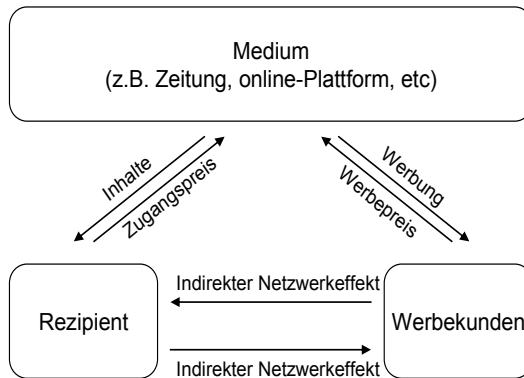 Medium
(z.B. Zeitung, online-Plattform, etc)
Inhalte
Zugangspreis
Werbung
Werbepreis
Indirekter Netzwerkeffekt
Rezipient
Werbekunden
Indirekter Netzwerkeffekt